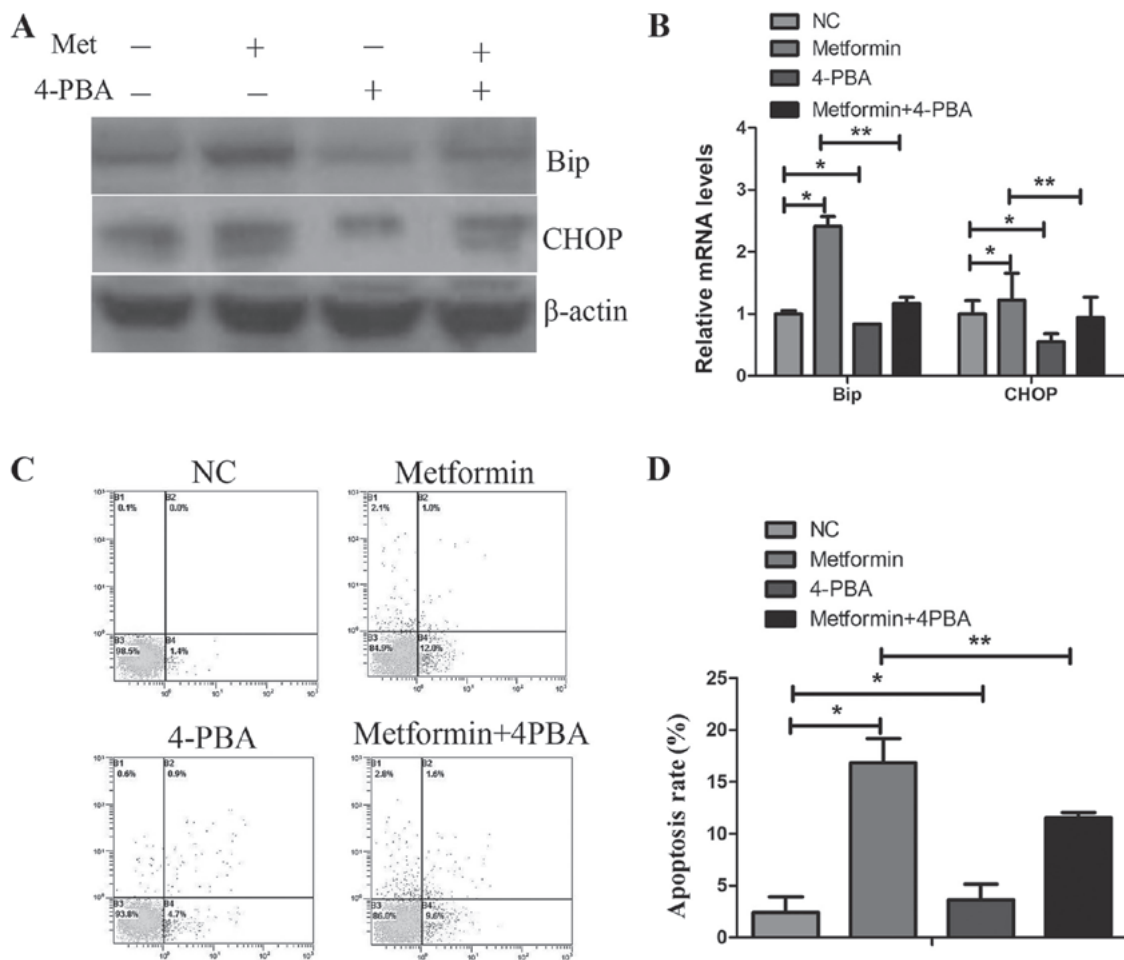 A
Met − + − +
4-PBA − − + +
Bip
CHOP
β-actin
B
NC
Metformin
4-PBA
Metformin+4-PBA
Relative mRNA levels
4
3
2
1
0
* * ** * * **
Bip CHOP
C
NC
Metformin
B1 0.1% B2 0.0%
B3 98.5% B4 1.4%
B1 2.1% B2 1.0%
B3 84.9% B4 12.0%
4-PBA
Metformin+4PBA
B1 0.6% B2 0.9%
B3 93.8% B4 4.7%
B1 2.8% B2 1.6%
B3 86.0% B4 9.6%
D
NC
Metformin
4-PBA
Metformin+4PBA
Apoptosis rate (%)
25
20
15
10
5
0
* * **